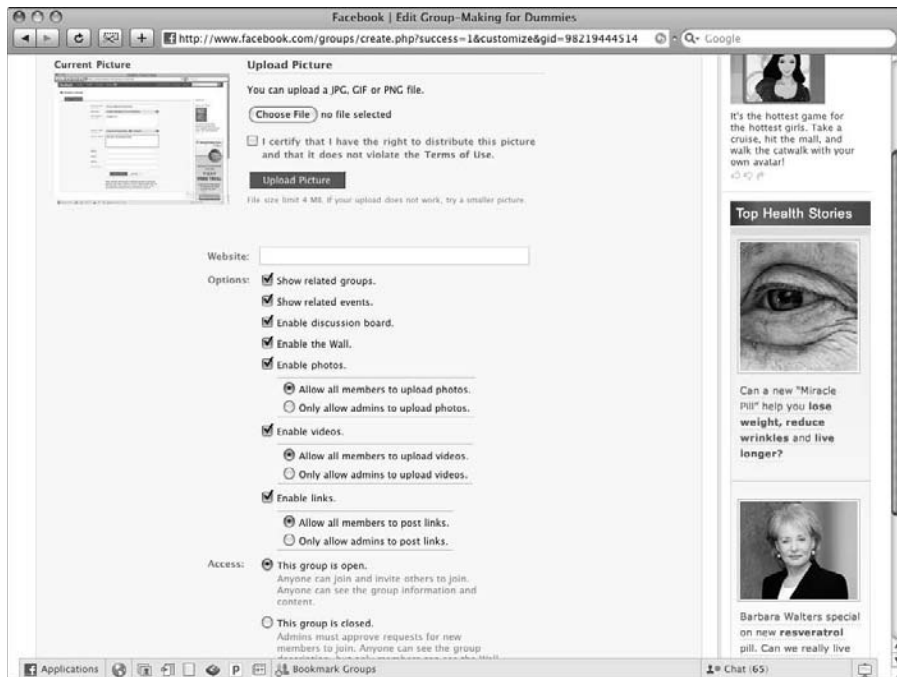 Facebook | Edit Group-Making for Dummies
http://www.facebook.com/groups/create.php?success=1&customize&gid=98219444514
Google
Current Picture
Upload Picture
You can upload a JPG, GIF or PNG file.
Choose File no file selected
I certify that I have the right to distribute this picture
and that it does not violate the Terms of Use.
Upload Picture
File size limit 4 MB. If your upload does not work, try a smaller picture.
Website:
Options:
Show related groups.
Show related events.
Enable discussion board.
Enable the Wall.
Enable photos.
Allow all members to upload photos.
Only allow admins to upload photos.
Enable videos.
Allow all members to upload videos.
Only allow admins to upload videos.
Enable links.
Allow all members to post links.
Only allow admins to post links.
Access:
This group is open.
Anyone can join and invite others to join.
Anyone can see the group information and
content.
This group is closed.
Admins must approve requests for new
members to join. Anyone can see the group
It's the hottest game for
the hottest girls. Take a
cruise, hit the mall, and
walk the catwalk with your
own avatar!
Top Health Stories
Can a new "Miracle
Pill" help you lose
weight, reduce
wrinkles and live
longer?
Barbara Walters special
on new resveratrol
pill. Can we really live
Applications
P
Bookmark Groups
Chat (65)